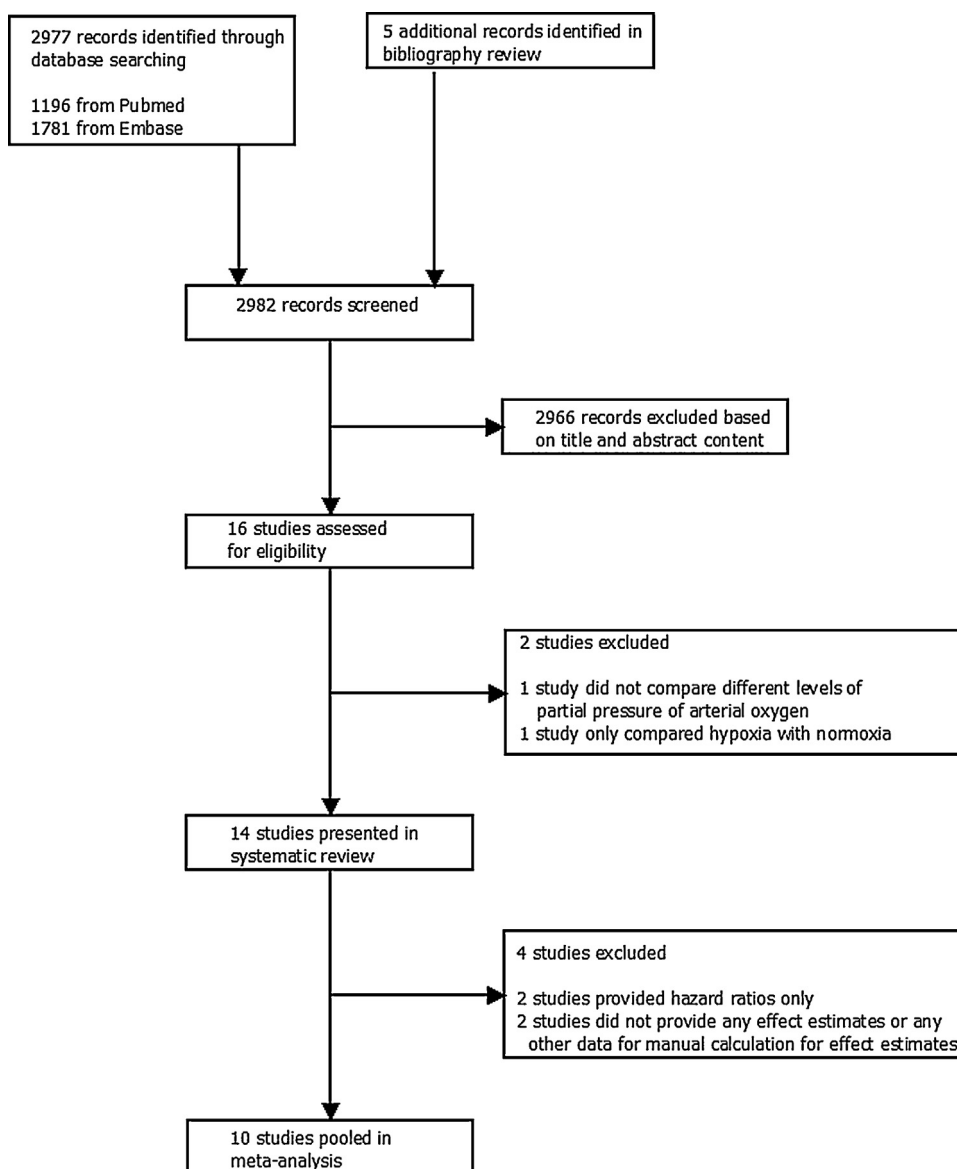 2977 records identified through
database searching
1196 from Pubmed
1781 from Embase
5 additional records identified in
bibliography review
2982 records screened
2966 records excluded based
on title and abstract content
16 studies assessed
for eligibility
2 studies excluded
1 study did not compare different levels of
partial pressure of arterial oxygen
1 study only compared hypoxia with normoxia
14 studies presented in
systematic review
4 studies excluded
2 studies provided hazard ratios only
2 studies did not provide any effect estimates or any
other data for manual calculation for effect estimates
10 studies pooled in
meta-analysis